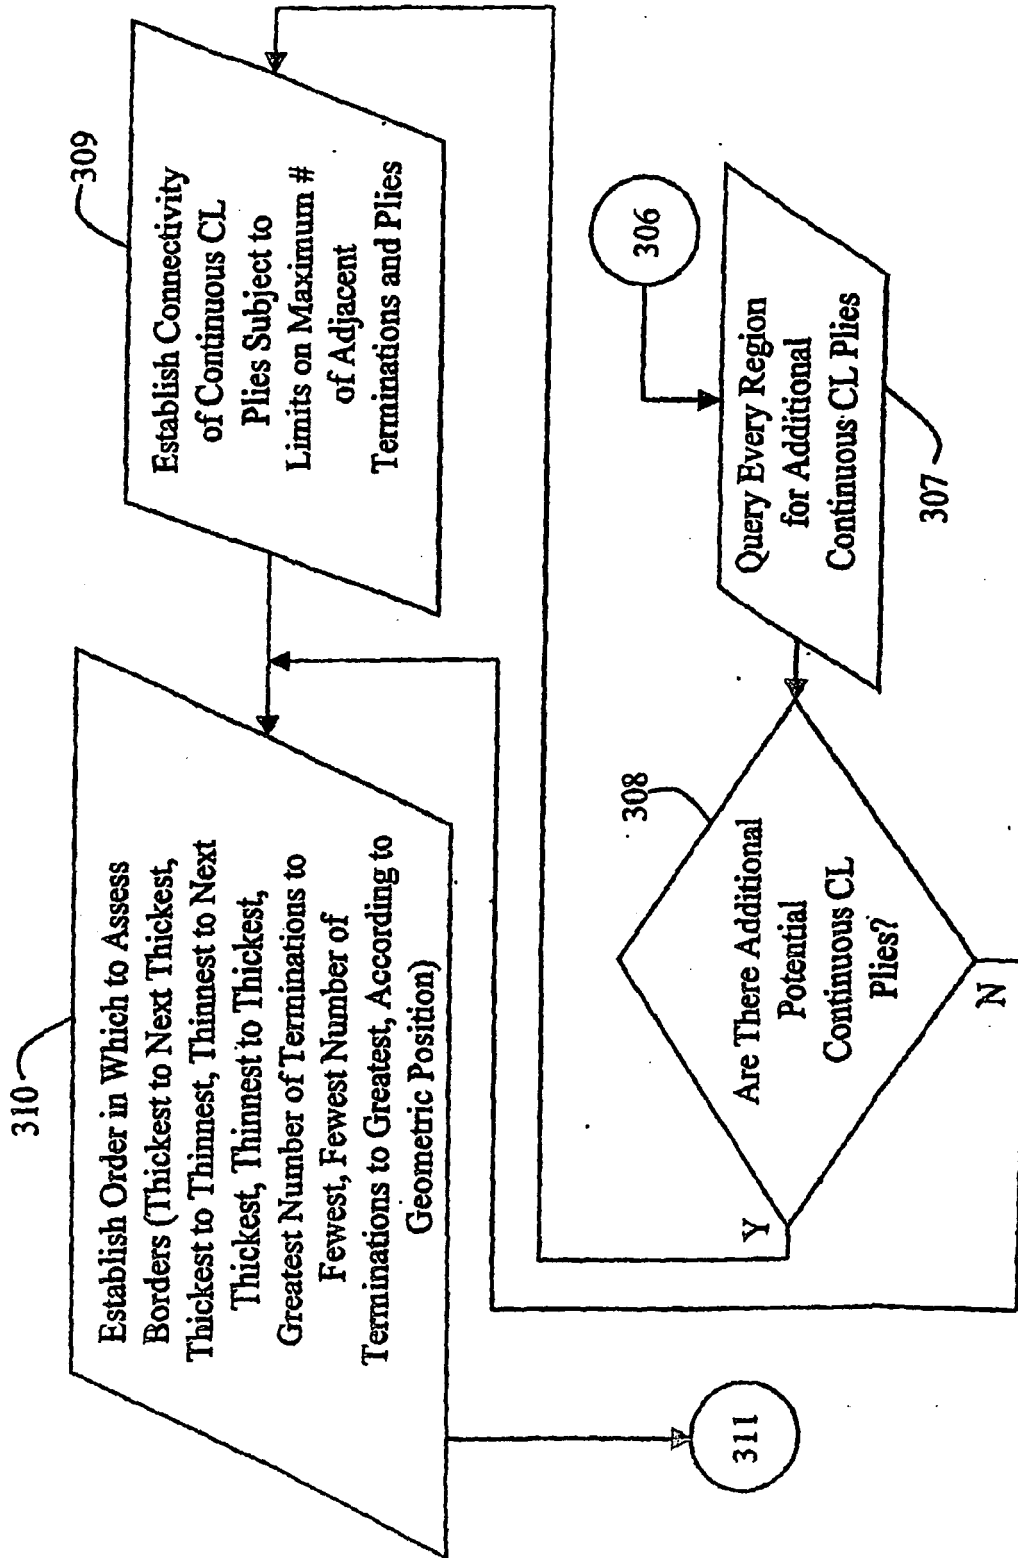 306
Query Every Region
for Additional
Continuous CL Plies
307
308
Are There Additional
Potential
Continuous CL
Plies?
Y
N
309
Establish Connectivity
of Continuous CL
Plies Subject to
Limits on Maximum #
of Adjacent
Terminations and Plies
310
Establish Order in Which to Assess
Borders (Thickest to Next Thickest,
Thickest to Thinnest, Thinnest to Next
Thickest, Thinnest to Thickest,
Greatest Number of Terminations to
Fewest, Fewest Number of
Terminations to Greatest, According to
Geometric Position)
311